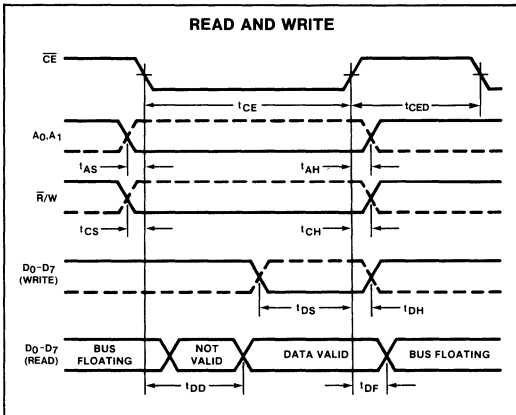 READ AND WRITE
C̅E̅
tCE
tCED
A0,A1
tAS
tAH
R̅/W
tCS
tCH
D0-D7
(WRITE)
tDS
tDH
D0-D7
(READ)
BUS
FLOATING
NOT
VALID
DATA VALID
BUS FLOATING
tDD
tDF